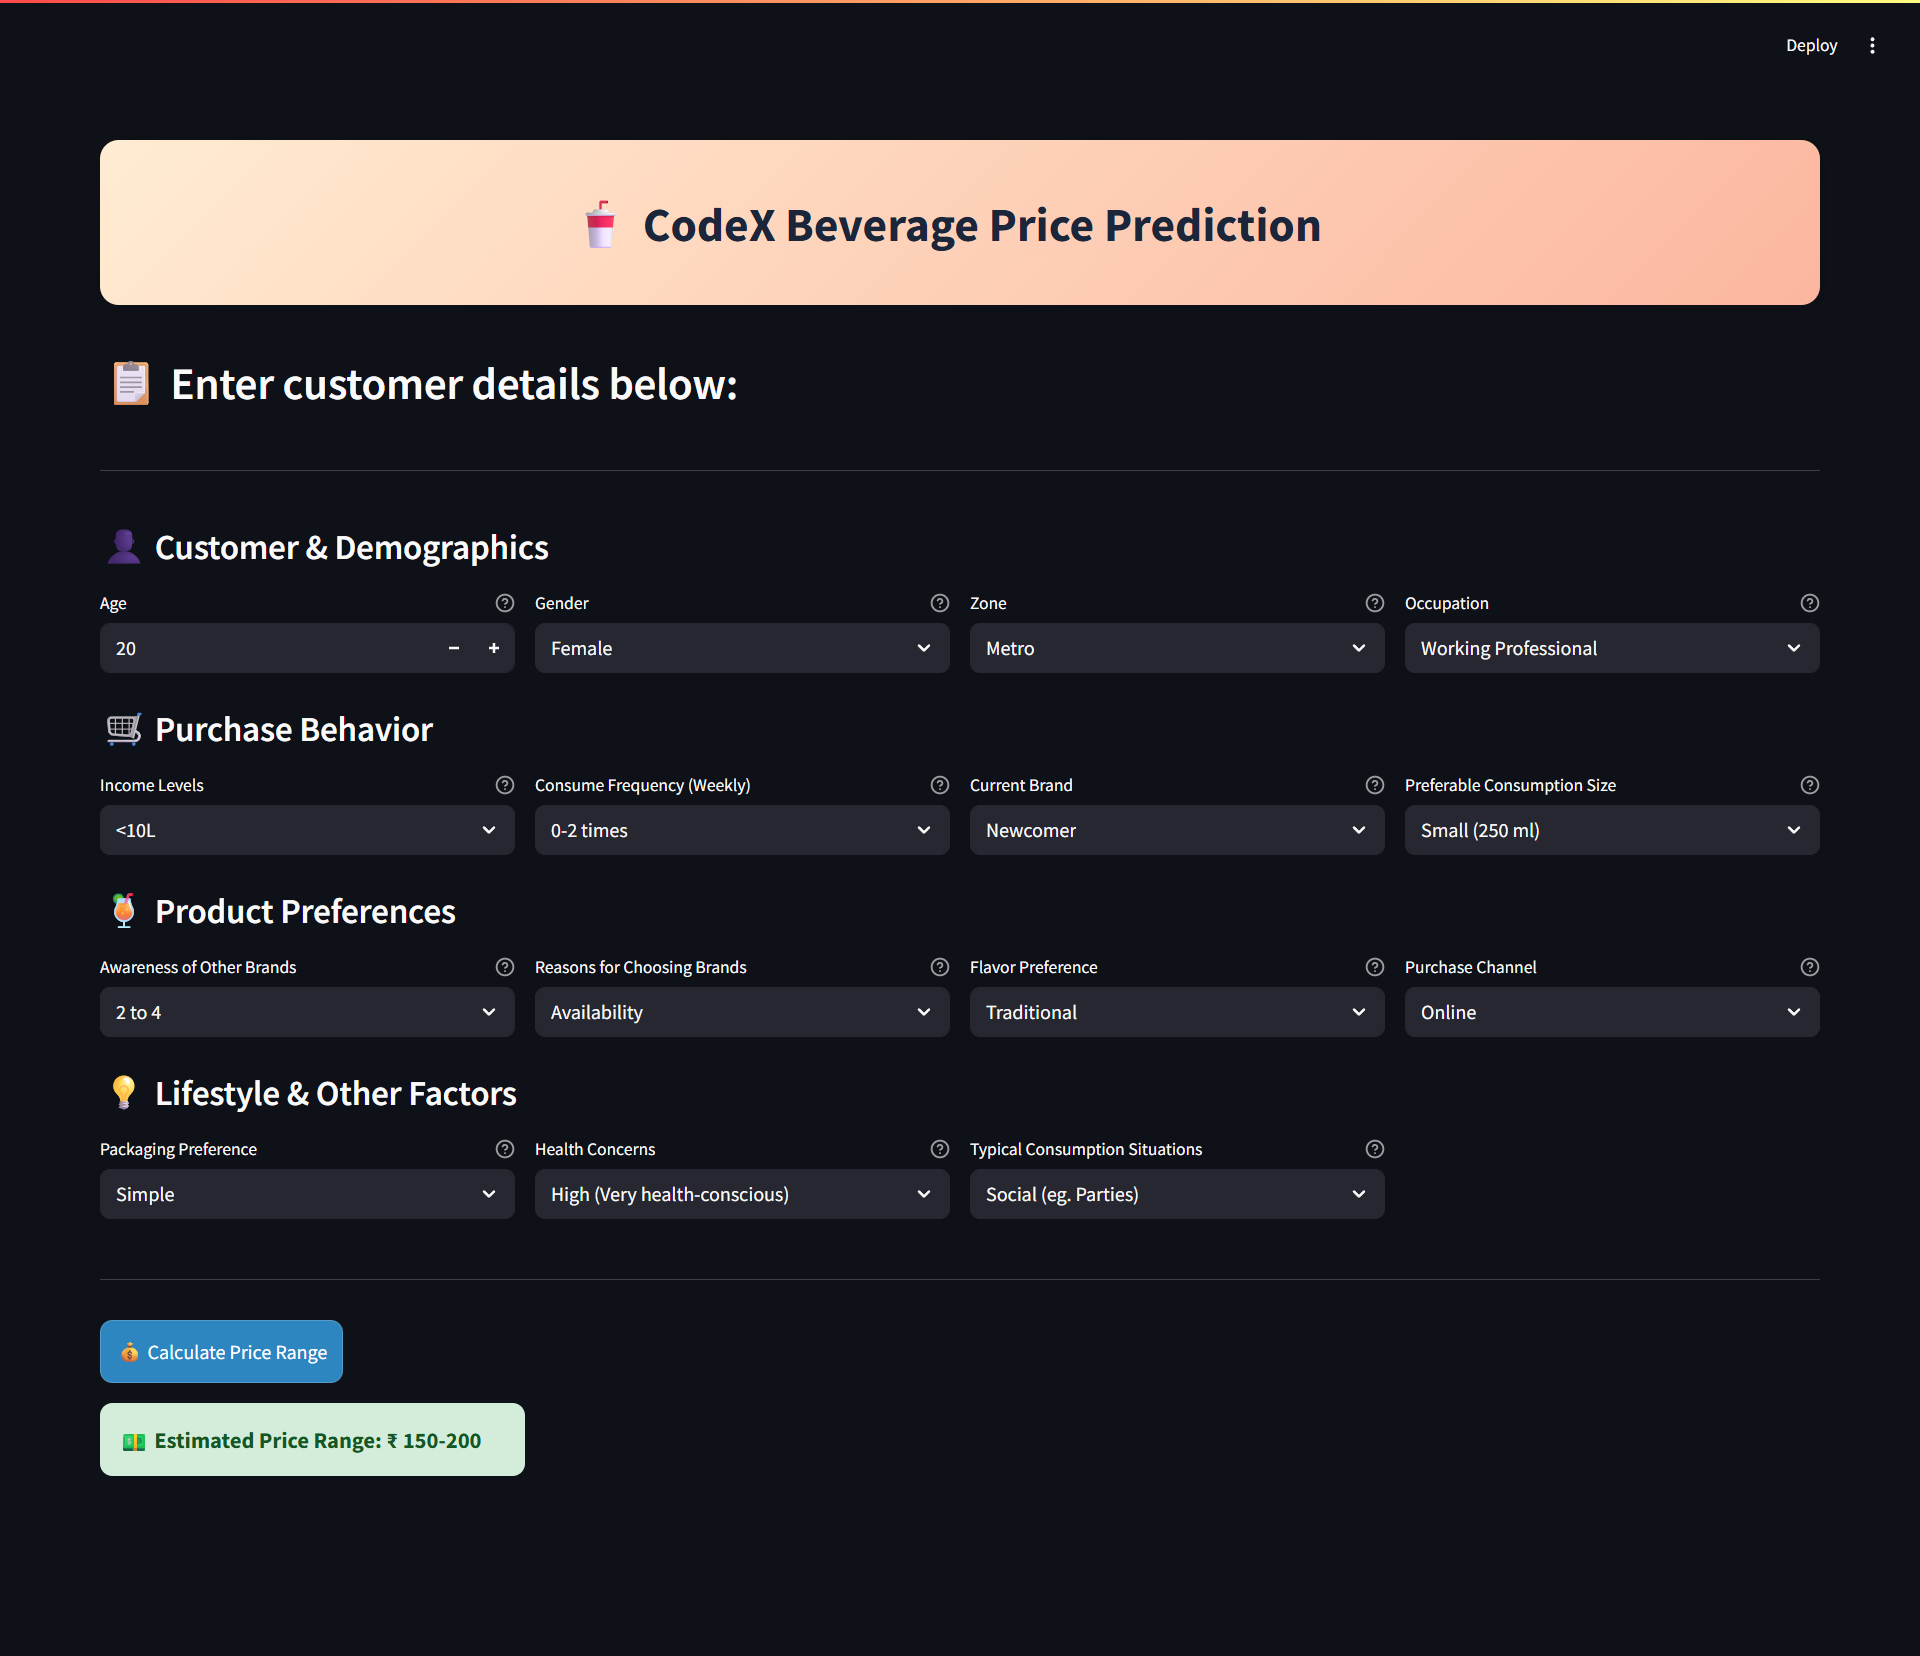 Deploy
CodeX Beverage Price Prediction
Enter customer details below:
Customer & Demographics
Age Gender Zone Occupation
20 Female Metro Working Professional
Purchase Behavior
Income Levels Consume Frequency (Weekly) Current Brand Preferable Consumption Size
<10L 0-2 times Newcomer Small (250 ml)
Product Preferences
Awareness of Other Brands Reasons for Choosing Brands Flavor Preference Purchase Channel
2 to 4 Availability Traditional Online
Lifestyle & Other Factors
Packaging Preference Health Concerns Typical Consumption Situations
Simple High (Very health-conscious) Social (eg. Parties)
Calculate Price Range
Estimated Price Range: ₹ 150-200